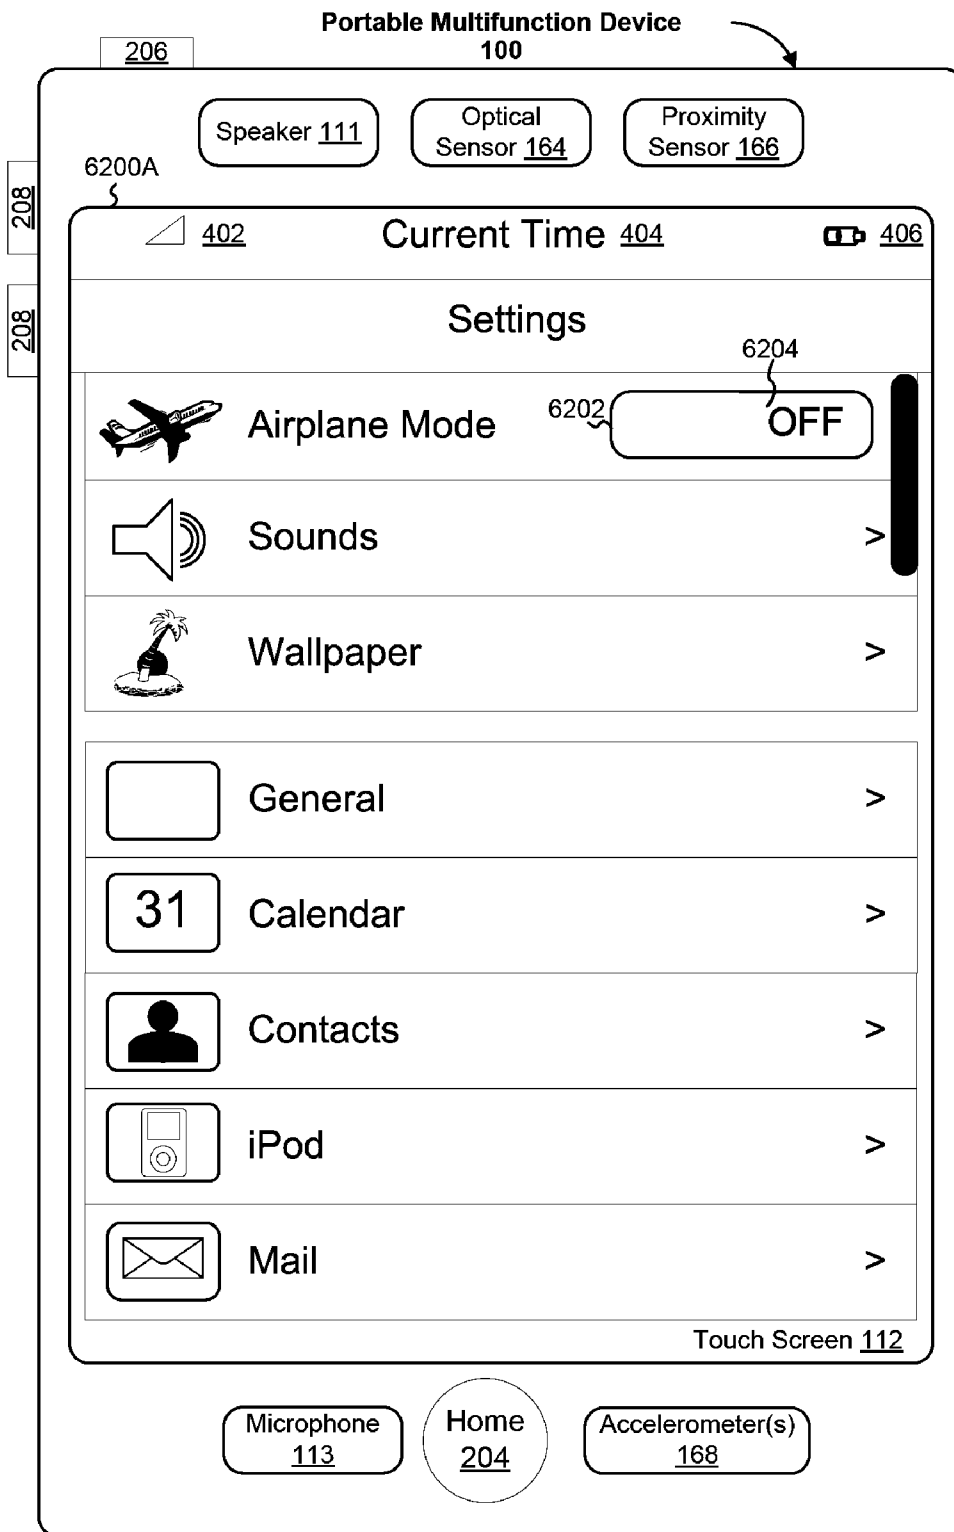 Portable Multifunction Device
100
206
Speaker 111
Optical
Sensor 164
Proximity
Sensor 166
6200A
208
208
402
Current Time 404
406
Settings
6204
Airplane Mode
6202
OFF
Sounds
>
Wallpaper
>
General
>
31
Calendar
>
Contacts
>
iPod
>
Mail
>
Touch Screen 112
Microphone
113
Home
204
Accelerometer(s)
168